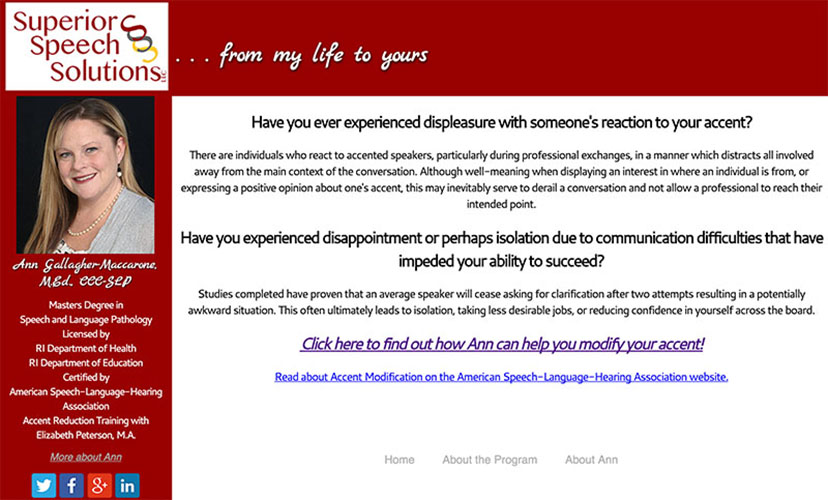 Superior
Speech
Solutions LLC
. . . from my life to yours
Ann Gallagher-Maccarone,
M.Ed., CCC-SLP
Masters Degree in
Speech and Language Pathology
Licensed by
RI Department of Health
RI Department of Education
Certified by
American Speech-Language-Hearing
Association
Accent Reduction Training with
Elizabeth Peterson, M.A.
More about Ann
Have you ever experienced displeasure with someone's reaction to your accent?
There are individuals who react to accented speakers, particularly during professional exchanges, in a manner which distracts all involved
away from the main context of the conversation. Although well-meaning when displaying an interest in where an individual is from, or
expressing a positive opinion about one's accent, this may inevitably serve to derail a conversation and not allow a professional to reach their
intended point.
Have you experienced disappointment or perhaps isolation due to communication difficulties that have
impeded your ability to succeed?
Studies completed have proven that an average speaker will cease asking for clarification after two attempts resulting in a potentially
awkward situation. This often ultimately leads to isolation, taking less desirable jobs, or reducing confidence in yourself across the board.
Click here to find out how Ann can help you modify your accent!
Read about Accent Modification on the American Speech-Language-Hearing Association website.
Home About the Program About Ann